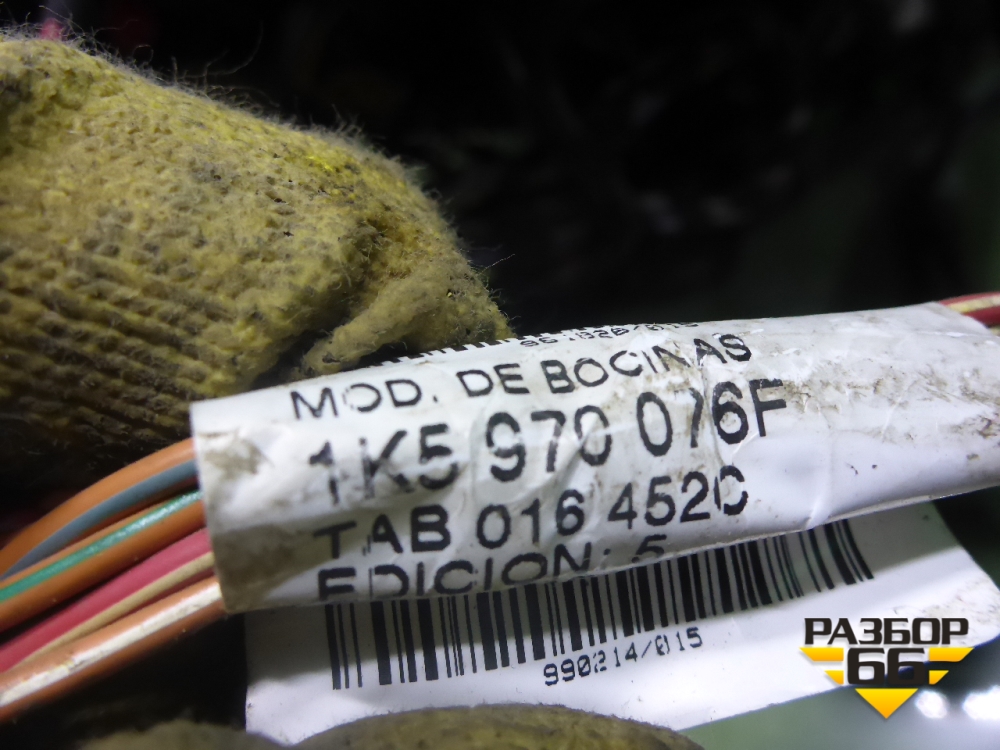 MOD. DE BOCINAS
1K5 970 076F
TAB 016 452C
EDICION: 5
990214/015
РАЗБОР
66